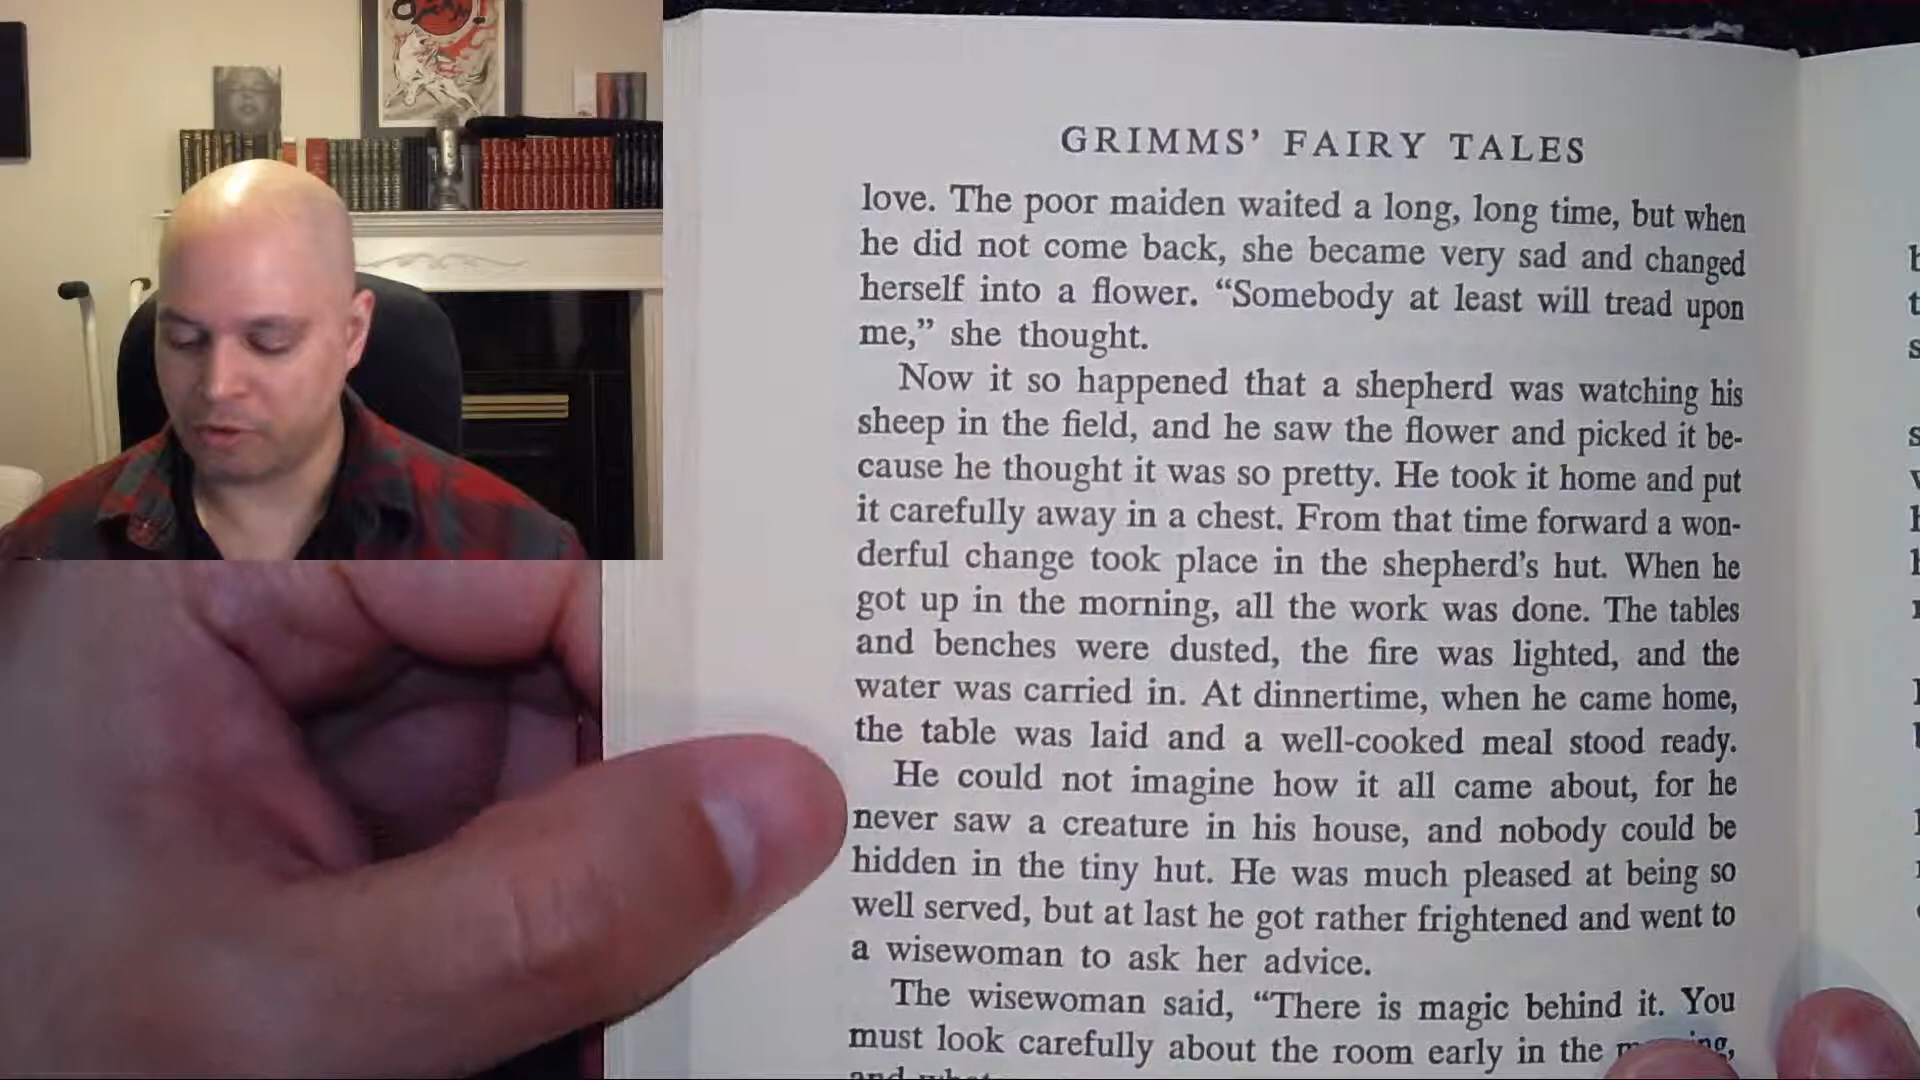 GRIMMS’ FAIRY TALES
love. The poor maiden waited a long, long time, but when
he did not come back, she became very sad and changed
herself into a flower. “Somebody at least will tread upon
me,” she thought.
Now it so happened that a shepherd was watching his
sheep in the field, and he saw the flower and picked it be-
cause he thought it was so pretty. He took it home and put
it carefully away in a chest. From that time forward a won-
derful change took place in the shepherd’s hut. When he
got up in the morning, all the work was done. The tables
and benches were dusted, the fire was lighted, and the
water was carried in. At dinnertime, when he came home,
the table was laid and a well-cooked meal stood ready.
He could not imagine how it all came about, for he
never saw a creature in his house, and nobody could be
hidden in the tiny hut. He was much pleased at being so
well served, but at last he got rather frightened and went to
a wisewoman to ask her advice.
The wisewoman said, “There is magic behind it. You
must look carefully about the room early in the